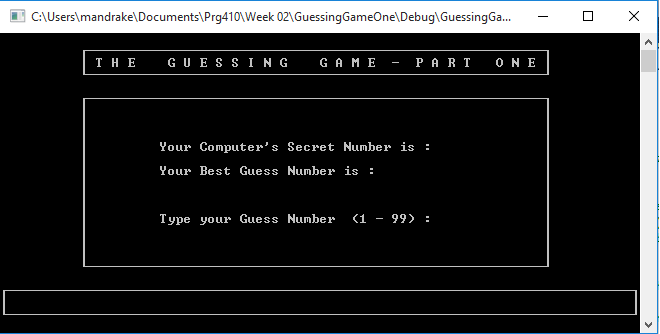 C:\Users\mandrake\Documents\Prg410\Week 02\GuessingGameOne\Debug\GuessingGa...
T H E   G U E S S I N G   G A M E - P A R T   O N E
Your Computer's Secret Number is :
Your Best Guess Number is :
Type your Guess Number  (1 - 99) :